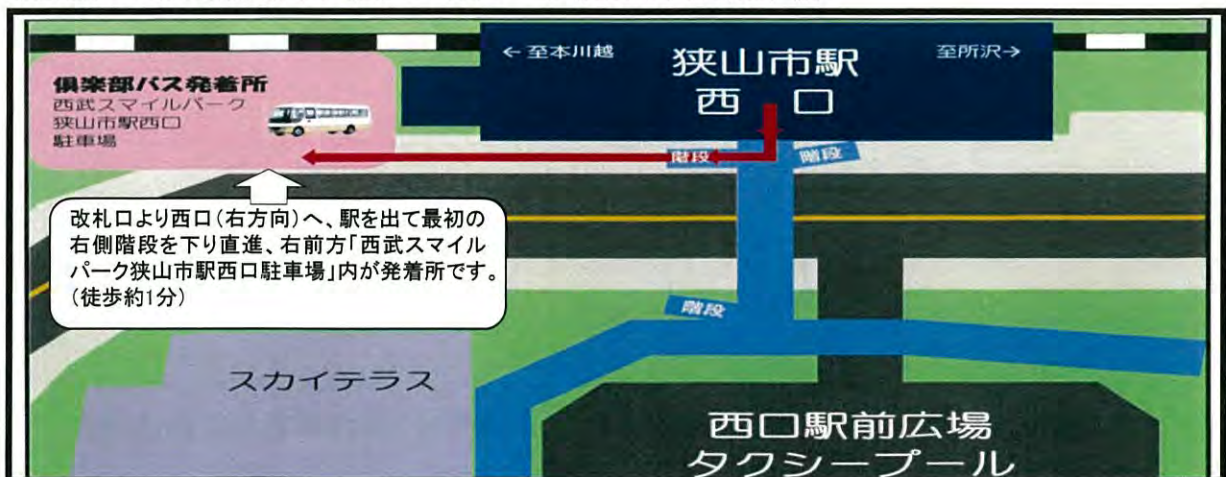 ←至本川越
狭山市駅
西 口
至所沢→
倶楽部バス発着所
西武スマイルパーク
狭山市駅西口
駐車場
階段
階段
改札口より西口(右方向)へ、駅を出て最初の
右側階段を下り直進、右前方「西武スマイル
パーク狭山市駅西口駐車場」内が発着所です。
(徒歩約1分)
階段
スカイテラス
西口駅前広場
タクシープール